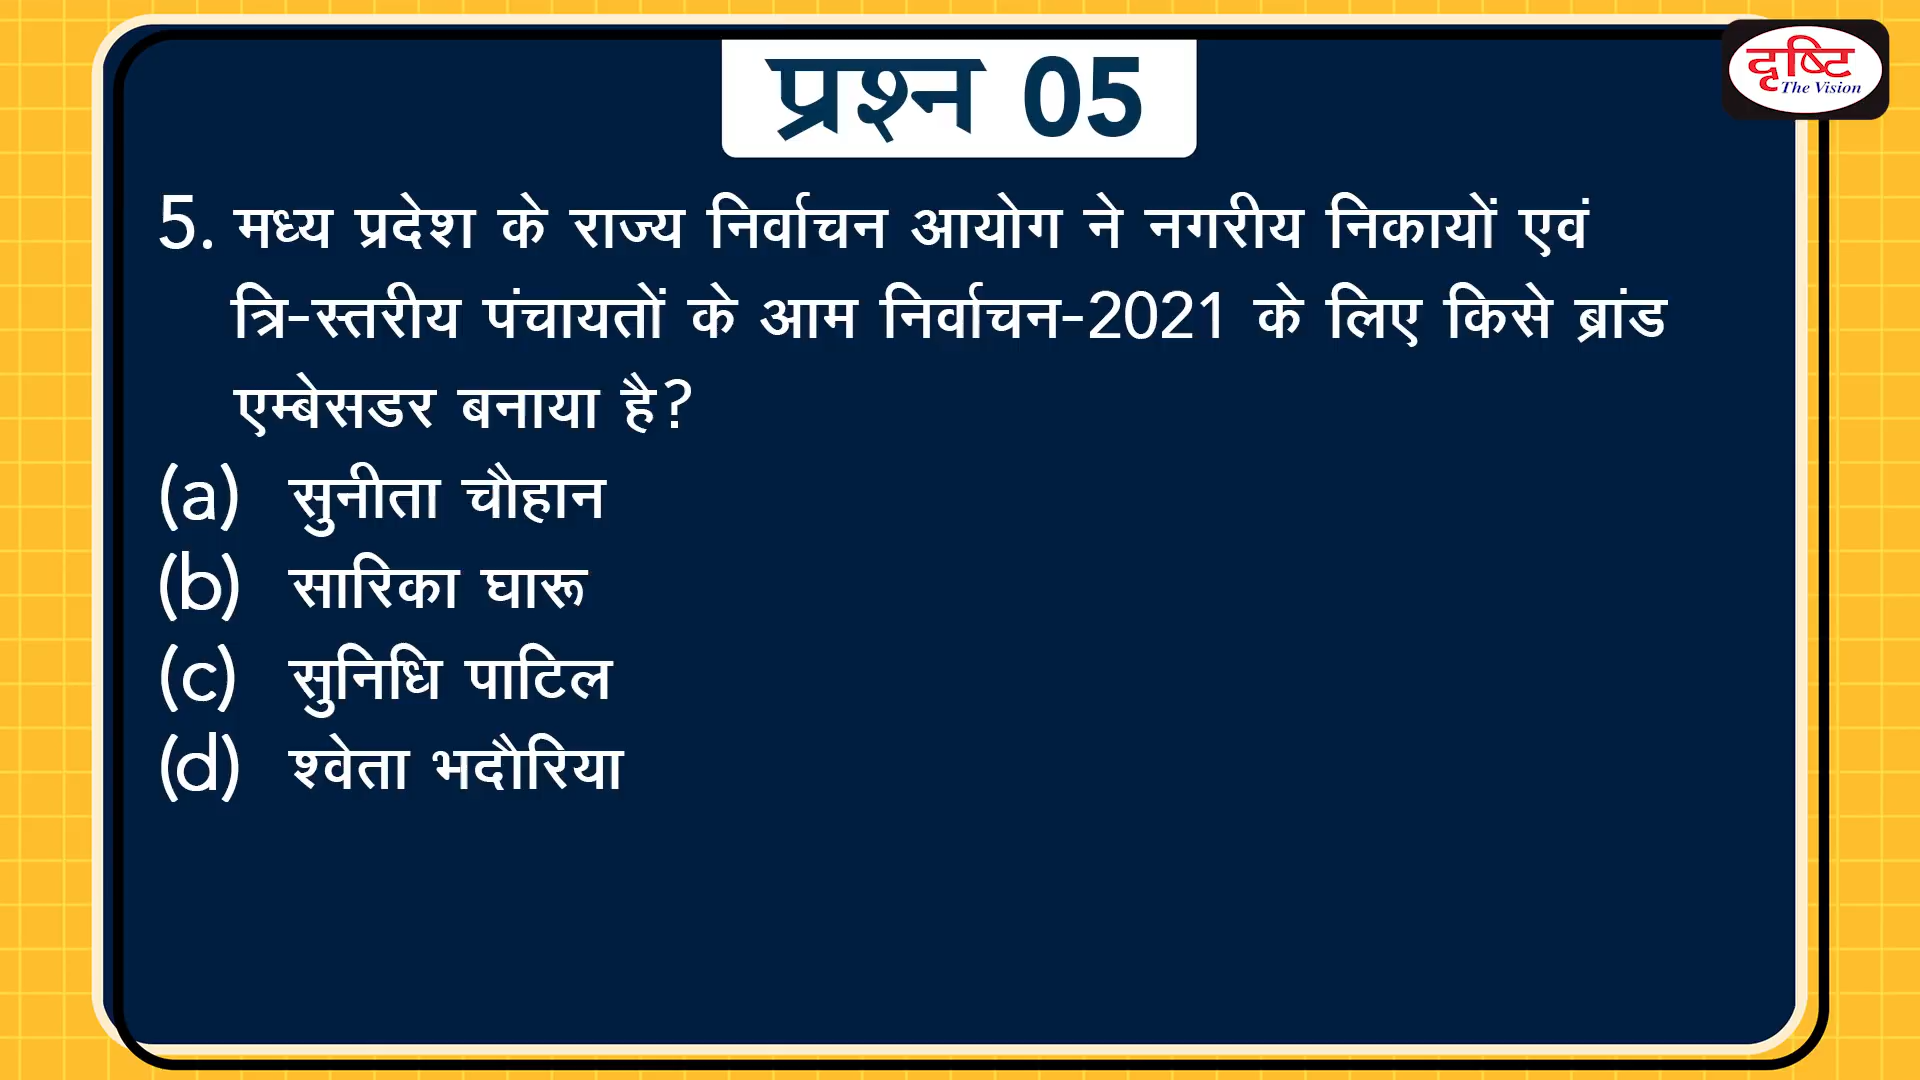 प्रश्न 05
दृष्टि
The Vision
5. मध्य प्रदेश के राज्य निर्वाचन आयोग ने नगरीय निकायों एवं
त्रि-स्तरीय पंचायतों के आम निर्वाचन-2021 के लिए किसे ब्रांड
एम्बेसडर बनाया है?
(a) सुनीता चौहान
(b) सारिका घारू
(c) सुनिधि पाटिल
(d) श्वेता भदौरिया